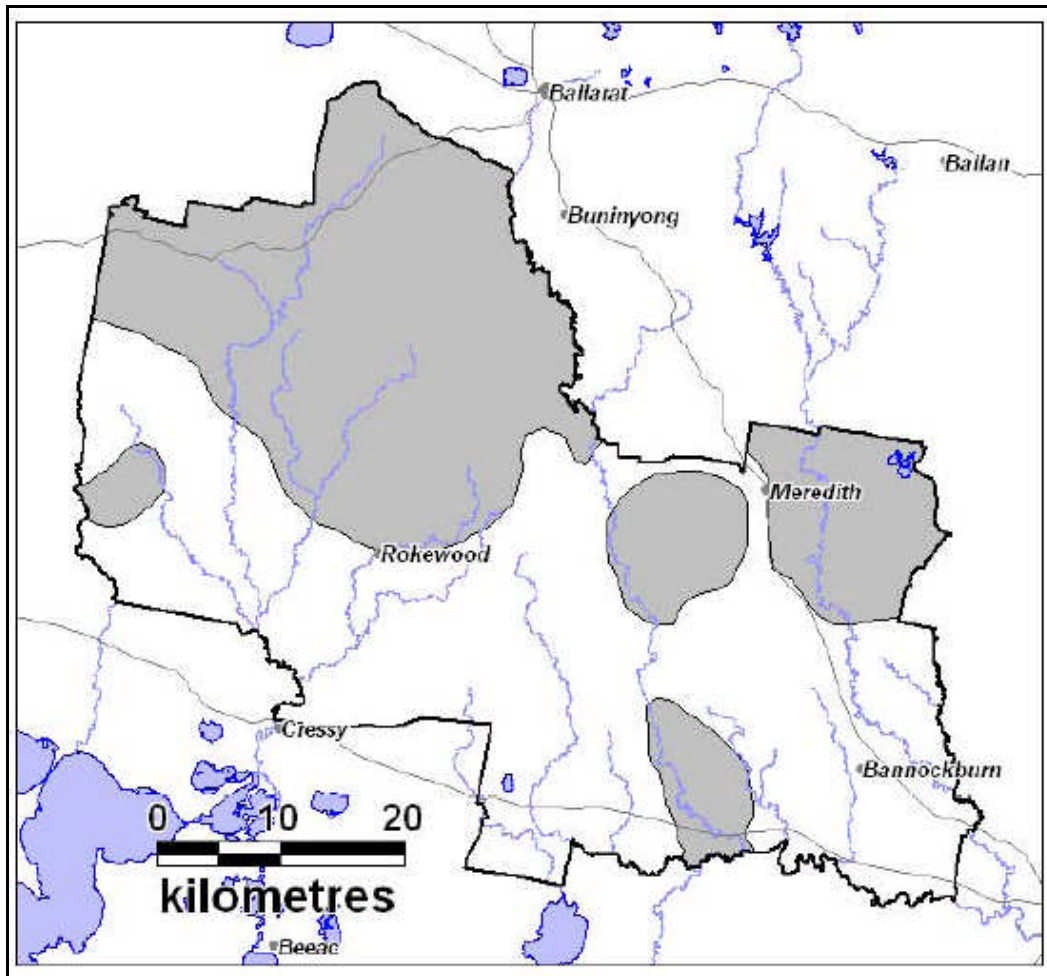 Ballarat
Ballan
Buninyong
Meredith
Rokewood
Cressy
Bannockburn
0 10 20
kilometres
Beeac